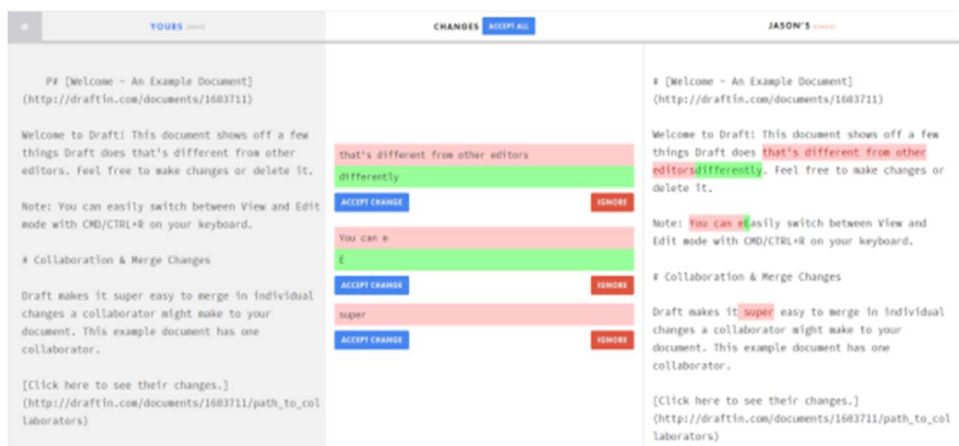 YOURS
P# [Welcome - An Example Document]
(http://draftin.com/documents/1603711)
Welcome to Draft! This document shows off a few
things Draft does that's different from other
editors. Feel free to make changes or delete it.
Note: You can easily switch between View and Edit
mode with CMD/CTRL+R on your keyboard.
# Collaboration & Merge Changes
Draft makes it super easy to merge in individual
changes a collaborator might make to your
document. This example document has one
collaborator.
[Click here to see their changes.]
(http://draftin.com/documents/1603711/path_to_col
laborators)
CHANGES ACCEPT ALL
that's different from other editors
differently
ACCEPT CHANGE IGNORE
You can e
E
ACCEPT CHANGE IGNORE
super
ACCEPT CHANGE IGNORE
JASON'S
# [Welcome - An Example Document]
(http://draftin.com/documents/1603711)
Welcome to Draft! This document shows off a few
things Draft does that's different from other
editorsdifferently. Feel free to make changes or
delete it.
Note: You can eEasily switch between View and
Edit mode with CMD/CTRL+R on your keyboard.
# Collaboration & Merge Changes
Draft makes it super easy to merge in individual
changes a collaborator might make to your
document. This example document has one
collaborator.
[Click here to see their changes.]
(http://draftin.com/documents/1603711/path_to_col
laborators)